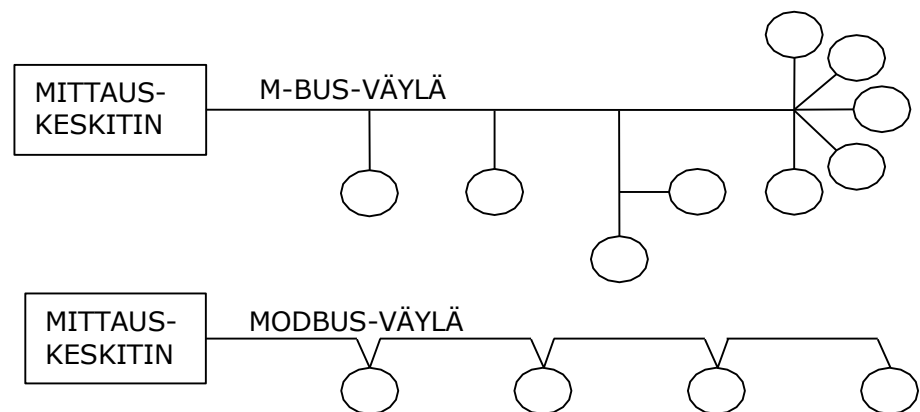 MITTAUS-
KESKITIN
M-BUS-VÄYLÄ
MITTAUS-
KESKITIN
MODBUS-VÄYLÄ